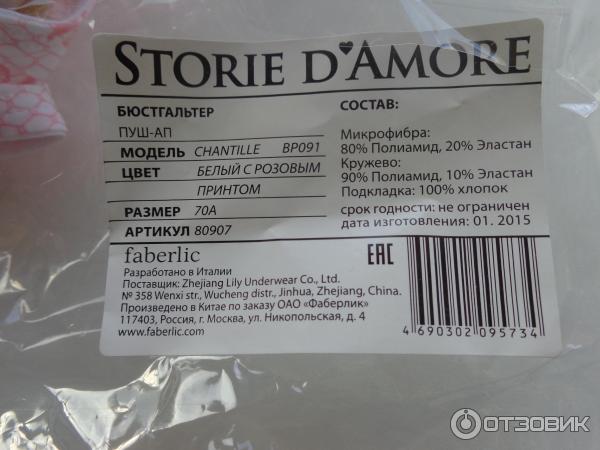 STORIE D'AMORE
БЮСТГАЛЬТЕР
ПУШ-АП
МОДЕЛЬ CHANTILLE BP091
ЦВЕТ БЕЛЫЙ С РОЗОВЫМ
ПРИНТОМ
РАЗМЕР 70A
АРТИКУЛ 80907
СОСТАВ:
Микрофибра:
80% Полиамид, 20% Эластан
Кружево:
90% Полиамид, 10% Эластан
Подкладка: 100% хлопок
срок годности: не ограничен
дата изготовления: 01. 2015
faberlic
Разработано в Италии
Поставщик: Zhejiang Lily Underwear Co., Ltd.
№ 358 Wenxi str., Wucheng distr., Jinhua, Zhejiang, China.
Произведено в Китае по заказу ОАО «Фаберлик»
117403, Россия, г. Москва, ул. Никопольская, д. 4
www.faberlic.com
EAC
4 690302 095734
ОТЗОВИК